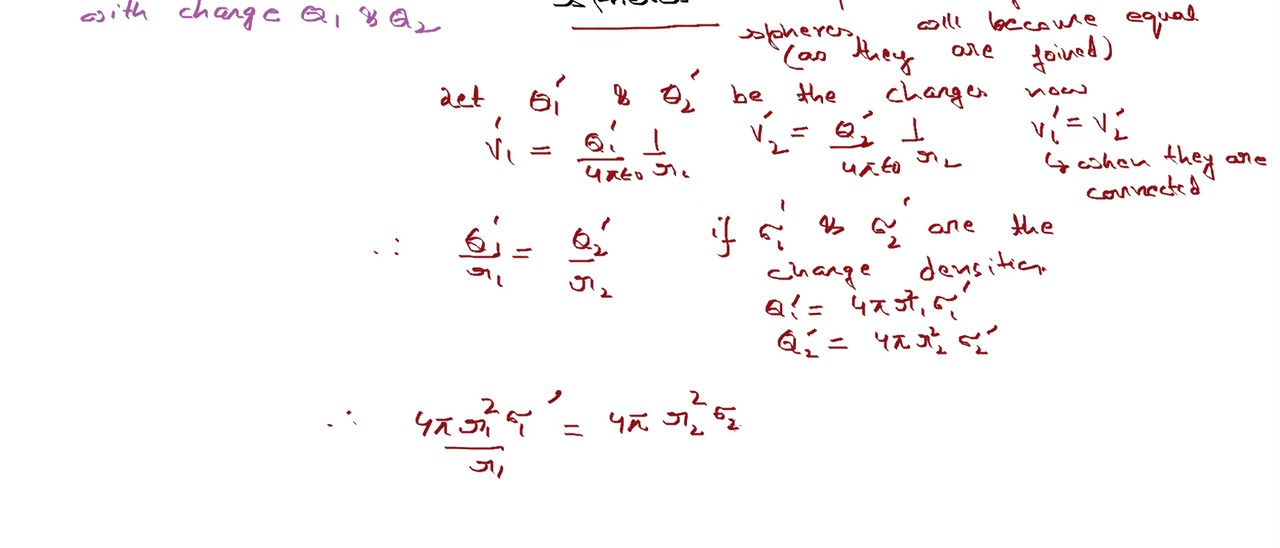 with charge Q₁ & Q₂
spheres, will become equal
(as they are joined)
Let Q₁′ & Q₂′ be the charges now
V₁′ = Q₁′/4πε₀ 1/r₁ V₂′ = Q₂′/4πε₀ 1/r₂ V₁′ = V₂′
↳ when they are
connected
∴ Q₁′/r₁ = Q₂′/r₂ if σ₁′ & σ₂′ are the
charge densities
Q₁′ = 4πr₁²σ₁′
Q₂′ = 4πr₂²σ₂′
∴ 4πr₁²σ₁′/r₁ = 4πr₂²σ₂